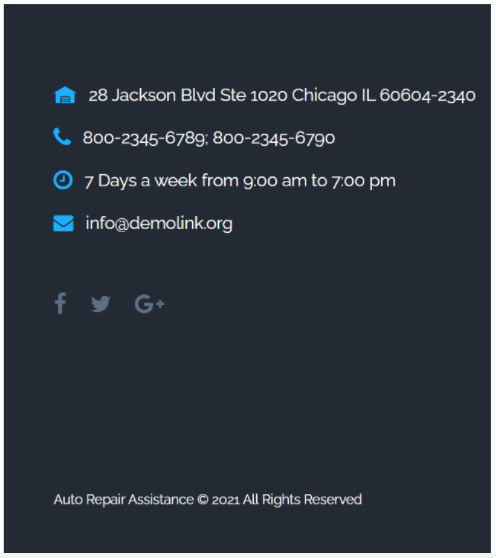 28 Jackson Blvd Ste 1020 Chicago IL 60604-2340
800-2345-6789; 800-2345-6790
7 Days a week from 9:00 am to 7:00 pm
info@demolink.org
Auto Repair Assistance © 2021 All Rights Reserved